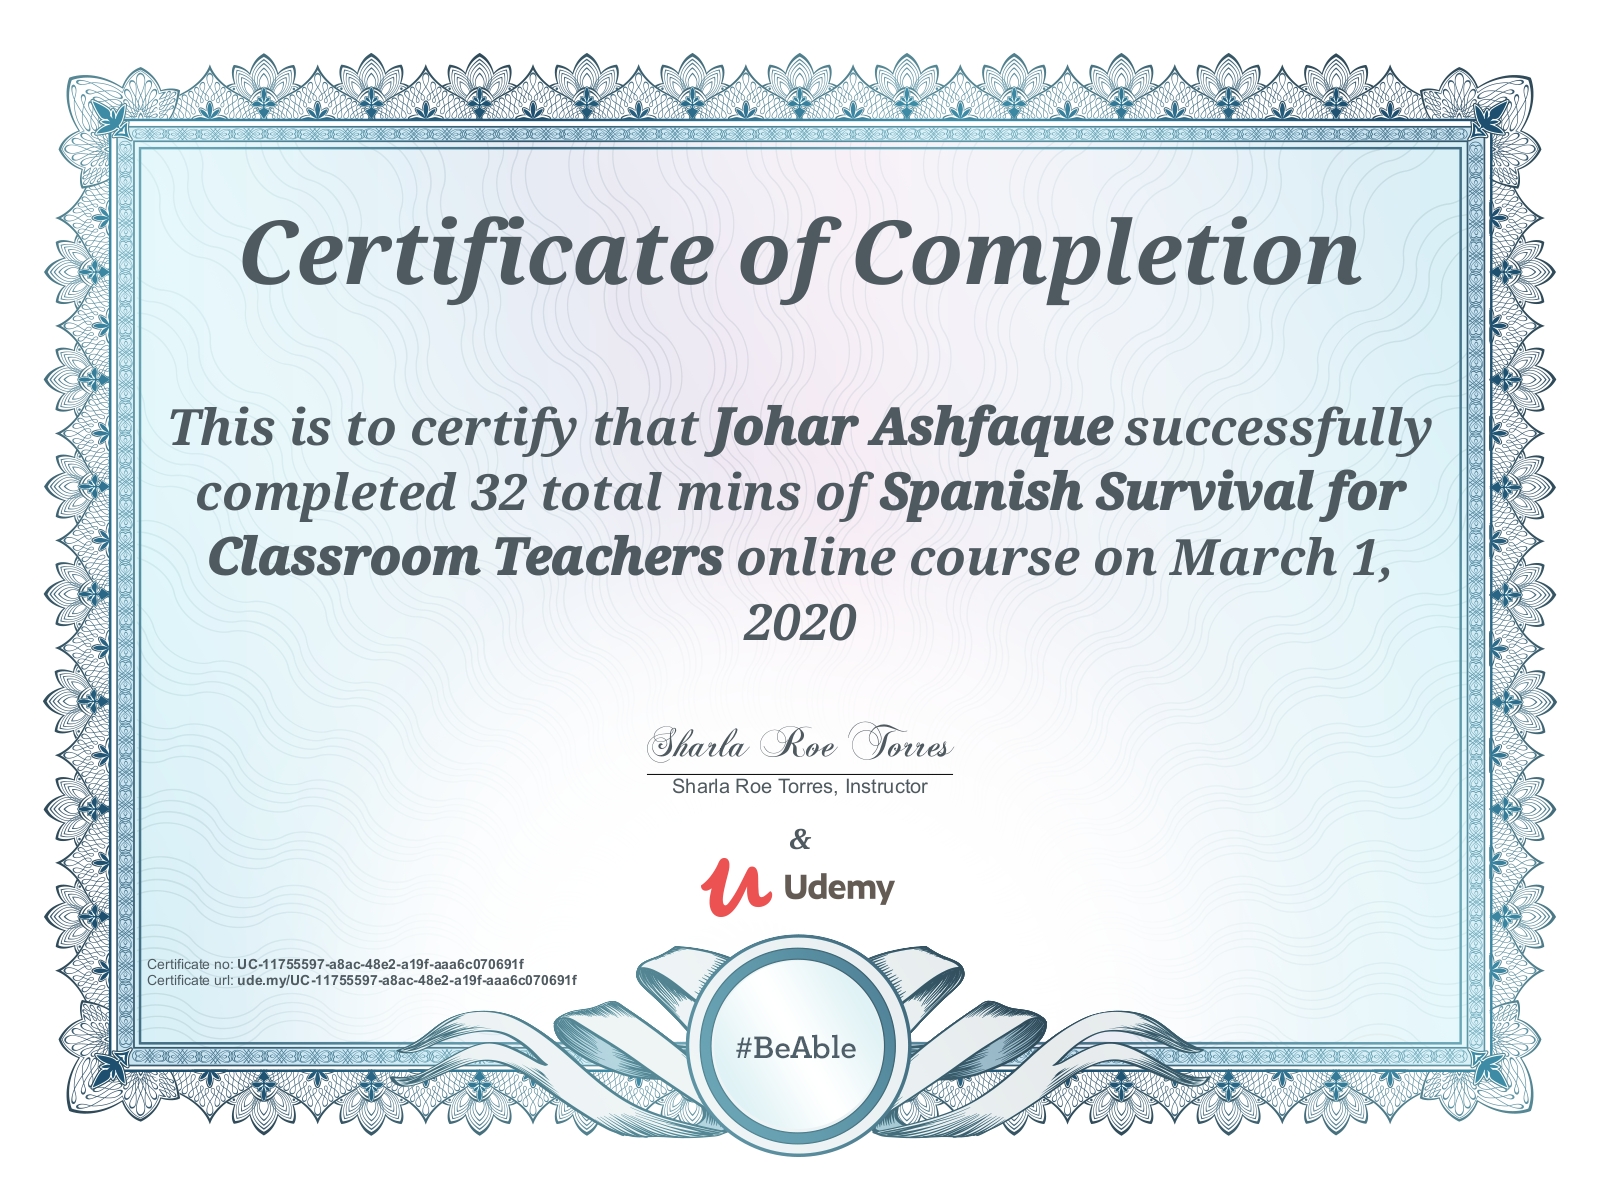 Certificate of Completion
This is to certify that Johar Ashfaque successfully
completed 32 total mins of Spanish Survival for
Classroom Teachers online course on March 1,
2020
Sharla Roe Torres
Sharla Roe Torres, Instructor
&
Udemy
Certificate no: UC-11755597-a8ac-48e2-a19f-aaa6c070691f
Certificate url: ude.my/UC-11755597-a8ac-48e2-a19f-aaa6c070691f
#BeAble